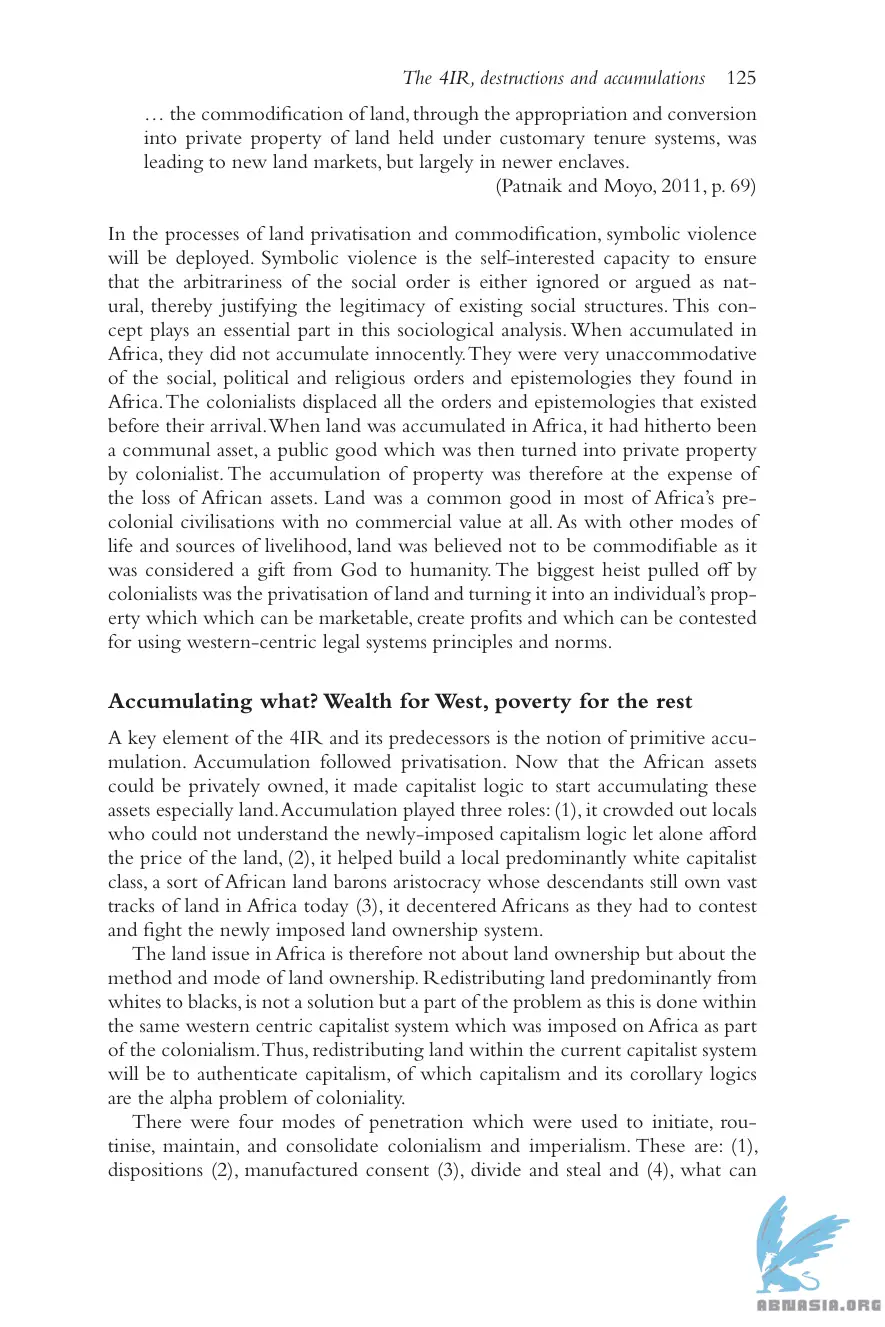 The 4IR, destructions and accumulations 125
… the commodification of land, through the appropriation and conversion
into private property of land held under customary tenure systems, was
leading to new land markets, but largely in newer enclaves.
(Patnaik and Moyo, 2011, p. 69)
In the processes of land privatisation and commodification, symbolic violence
will be deployed. Symbolic violence is the self-interested capacity to ensure
that the arbitrariness of the social order is either ignored or argued as nat-
ural, thereby justifying the legitimacy of existing social structures. This con-
cept plays an essential part in this sociological analysis. When accumulated in
Africa, they did not accumulate innocently. They were very unaccommodative
of the social, political and religious orders and epistemologies they found in
Africa. The colonialists displaced all the orders and epistemologies that existed
before their arrival. When land was accumulated in Africa, it had hitherto been
a communal asset, a public good which was then turned into private property
by colonialist. The accumulation of property was therefore at the expense of
the loss of African assets. Land was a common good in most of Africa's pre-
colonial civilisations with no commercial value at all. As with other modes of
life and sources of livelihood, land was believed not to be commodifiable as it
was considered a gift from God to humanity. The biggest heist pulled off by
colonialists was the privatisation of land and turning it into an individual's prop-
erty which which can be marketable, create profits and which can be contested
for using western-centric legal systems principles and norms.
Accumulating what? Wealth for West, poverty for the rest
A key element of the 4IR and its predecessors is the notion of primitive accu-
mulation. Accumulation followed privatisation. Now that the African assets
could be privately owned, it made capitalist logic to start accumulating these
assets especially land. Accumulation played three roles: (1), it crowded out locals
who could not understand the newly-imposed capitalism logic let alone afford
the price of the land, (2), it helped build a local predominantly white capitalist
class, a sort of African land barons aristocracy whose descendants still own vast
tracks of land in Africa today (3), it decentered Africans as they had to contest
and fight the newly imposed land ownership system.
The land issue in Africa is therefore not about land ownership but about the
method and mode of land ownership. Redistributing land predominantly from
whites to blacks, is not a solution but a part of the problem as this is done within
the same western centric capitalist system which was imposed on Africa as part
of the colonialism. Thus, redistributing land within the current capitalist system
will be to authenticate capitalism, of which capitalism and its corollary logics
are the alpha problem of coloniality.
There were four modes of penetration which were used to initiate, rou-
tinise, maintain, and consolidate colonialism and imperialism. These are: (1),
dispositions (2), manufactured consent (3), divide and steal and (4), what can
ABNASIA.ORG